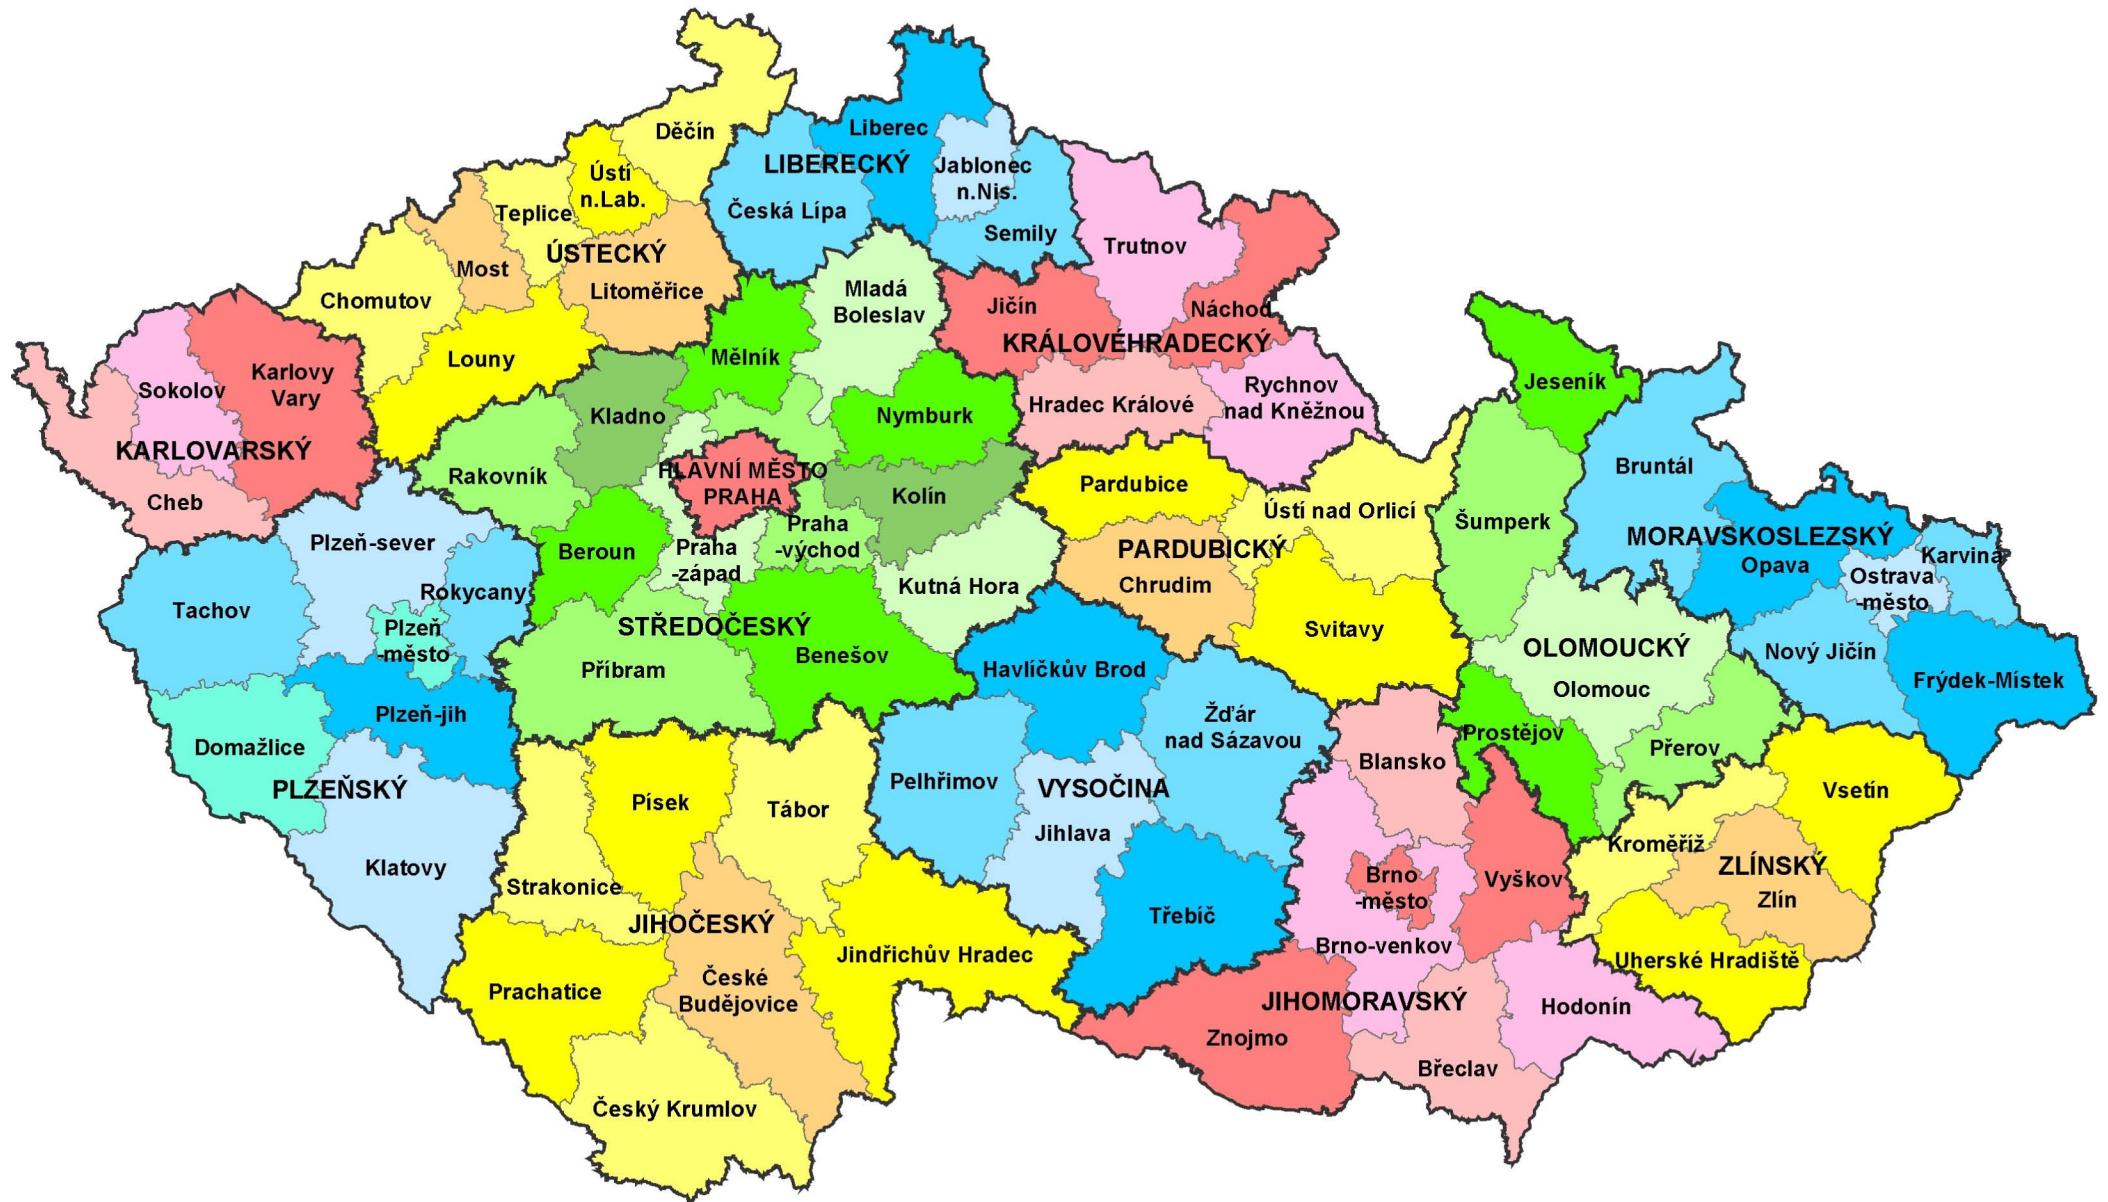 Děčín
Liberec
LIBERECKÝ
Jablonec
n.Nis.
Česká Lípa
Semily
Ústí
n.Lab.
Teplice
ÚSTECKÝ
Most
Litoměřice
Chomutov
Louny
Trutnov
Jičín
Náchod
KRÁLOVÉHRADECKÝ
Hradec Králové
Rychnov
nad Kněžnou
Mladá
Boleslav
Mělník
Nymburk
Kladno
Rakovník
HLAVNÍ MĚSTO
PRAHA
Kolín
Praha
-východ
Praha
-západ
Beroun
Kutná Hora
STŘEDOČESKÝ
Benešov
Příbram
Sokolov
Karlovy
Vary
KARLOVARSKÝ
Cheb
Plzeň-sever
Rokycany
Tachov
Plzeň
-město
Plzeň-jih
Domažlice
PLZEŇSKÝ
Klatovy
Pardubice
Ústí nad Orlicí
PARDUBICKÝ
Chrudim
Svitavy
Jeseník
Šumperk
OLOMOUCKÝ
Olomouc
Prostějov
Přerov
Bruntál
MORAVSKOSLEZSKÝ
Opava
Karviná
Ostrava
-město
Nový Jičín
Frýdek-Místek
Havlíčkův Brod
Žďár
nad Sázavou
Pelhřimov
VYSOČINA
Jihlava
Třebíč
Písek
Tábor
Strakonice
JIHOČESKÝ
Jindřichův Hradec
Prachatice
České
Budějovice
Český Krumlov
Blansko
Brno
-město
Vyškov
Brno-venkov
JIHOMORAVSKÝ
Znojmo
Hodonín
Břeclav
Vsetín
Kroměříž
ZLÍNSKÝ
Zlín
Uherské Hradiště